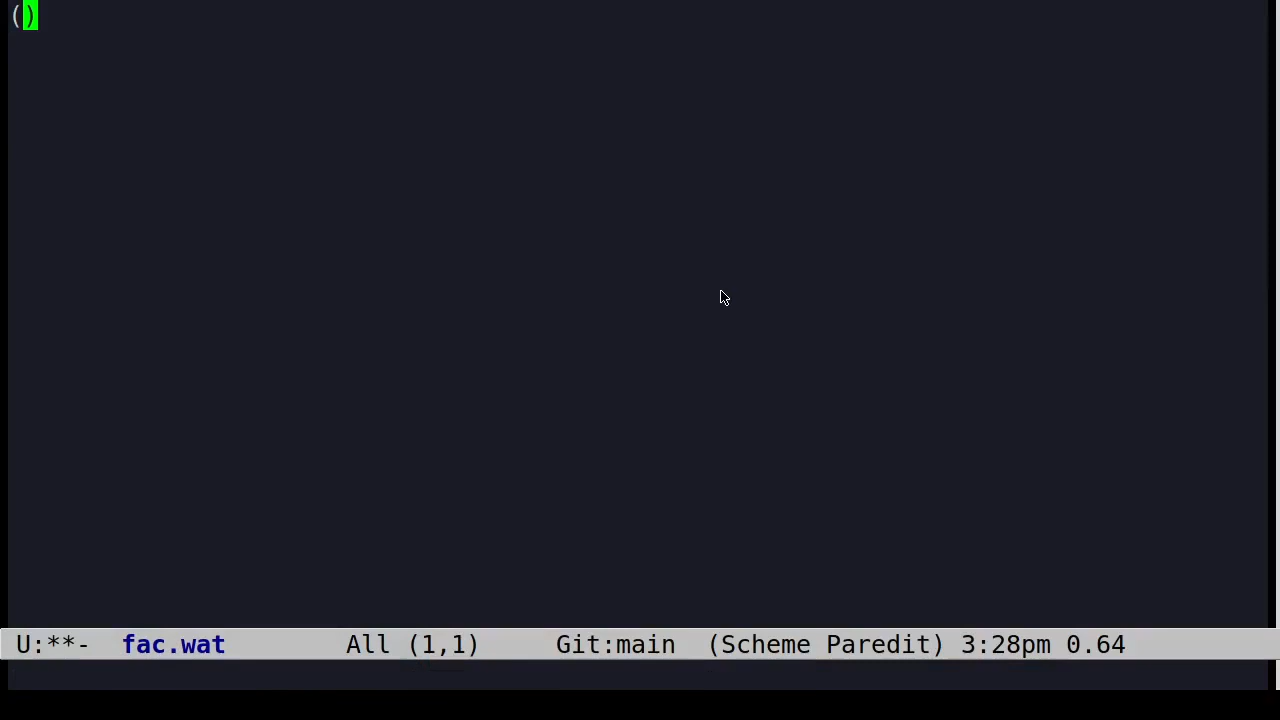 ()
U:**-  fac.wat        All (1,1)     Git:main  (Scheme Paredit) 3:28pm 0.64